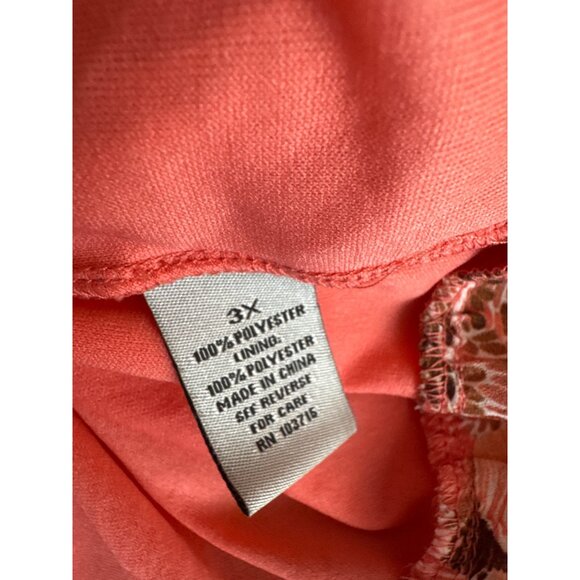 3X
100% POLYESTER
LINING:
100% POLYESTER
MADE IN CHINA
SEE REVERSE
FOR CARE
RN 103716